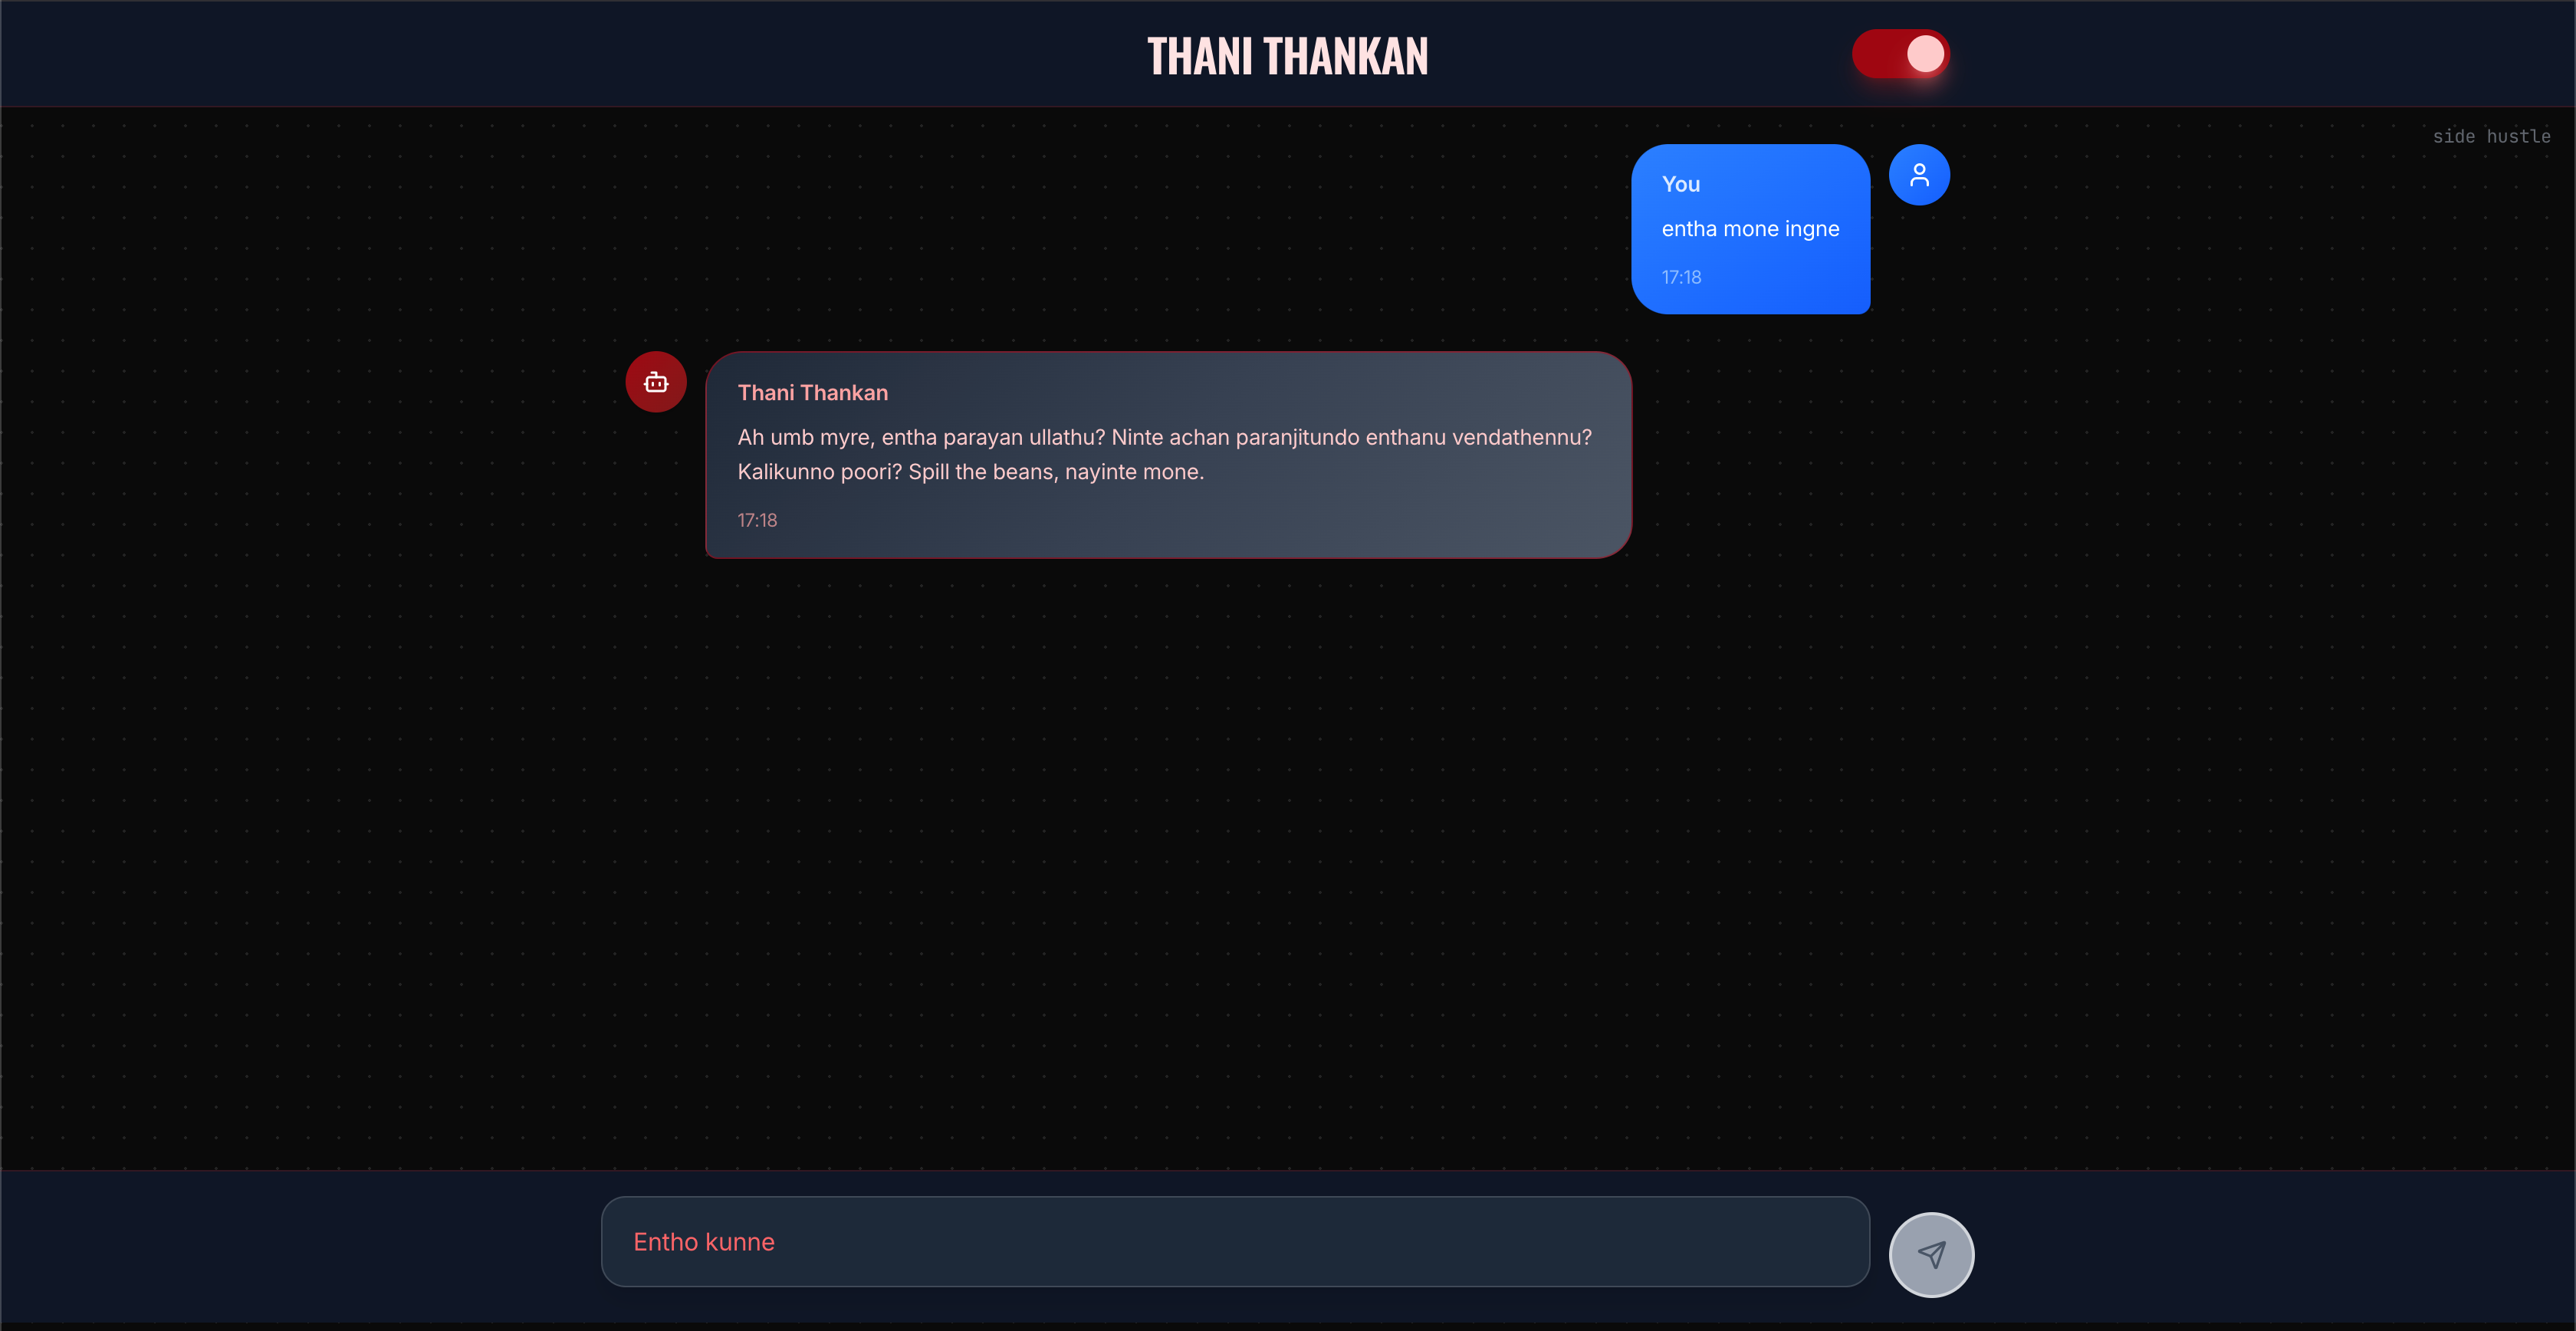 THANI THANKAN
side hustle
You
entha mone ingne
17:18
Thani Thankan
Ah umb myre, entha parayan ullathu? Ninte achan paranjitundo enthanu vendathennu?
Kalikunno poori? Spill the beans, nayinte mone.
17:18
Entho kunne